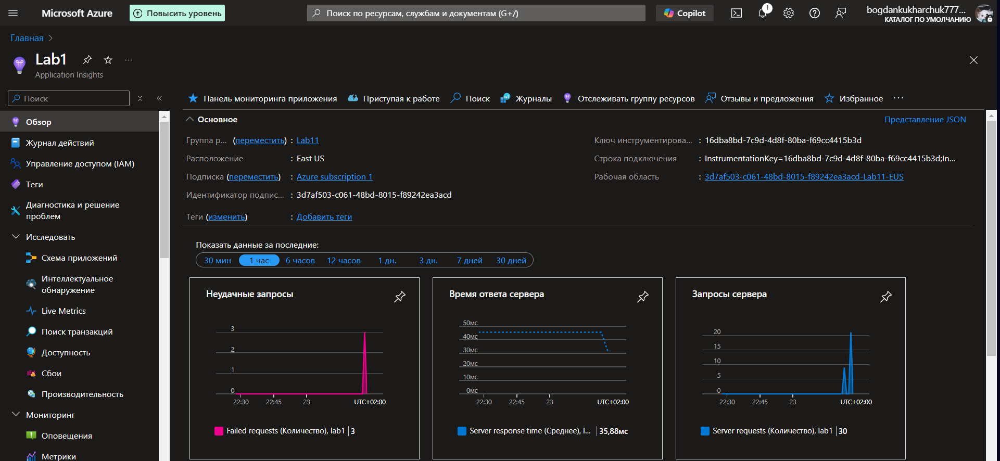 Microsoft Azure
Повысить уровень
Поиск по ресурсам, службам и документам (G+/)
Copilot
1
bogdankukharchuk777...
КАТАЛОГ ПО УМОЛЧАНИЮ
Главная
Lab1
Application Insights
Поиск
Обзор
Журнал действий
Управление доступом (IAM)
Теги
Диагностика и решение
проблем
Исследовать
Схема приложений
Интеллектуальное
обнаружение
Live Metrics
Поиск транзакций
Доступность
Сбои
Производительность
Мониторинг
Оповещения
Метрики
Панель мониторинга приложения
Приступая к работе
Поиск
Журналы
Отслеживать группу ресурсов
Отзывы и предложения
Избранное
Основное
Представление JSON
Группа р... (переместить) : Lab11
Расположение : East US
Подписка (переместить) : Azure subscription 1
Идентификатор подпис... : 3d7af503-c061-48bd-8015-f89242ea3acd
Теги (изменить) : Добавить теги
Ключ инструментирова... : 16dba8bd-7c9d-4d8f-80ba-f69cc4415b3d
Строка подключения : InstrumentationKey=16dba8bd-7c9d-4d8f-80ba-f69cc4415b3d;In...
Рабочая область : 3d7af503-c061-48bd-8015-f89242ea3acd-Lab11-EUS
Показать данные за последние:
30 мин 1 час 6 часов 12 часов 1 дн. 3 дн. 7 дней 30 дней
Неудачные запросы
3
2
1
0
22:30 22:45 23 UTC+02:00
Failed requests (Количество), lab1 3
Время ответа сервера
50мс
40мс
30мс
20мс
10мс
0мс
22:30 22:45 23 UTC+02:00
Server response time (Среднее), l... 35,88мс
Запросы сервера
20
15
10
5
0
22:30 22:45 23 UTC+02:00
Server requests (Количество), lab1 30